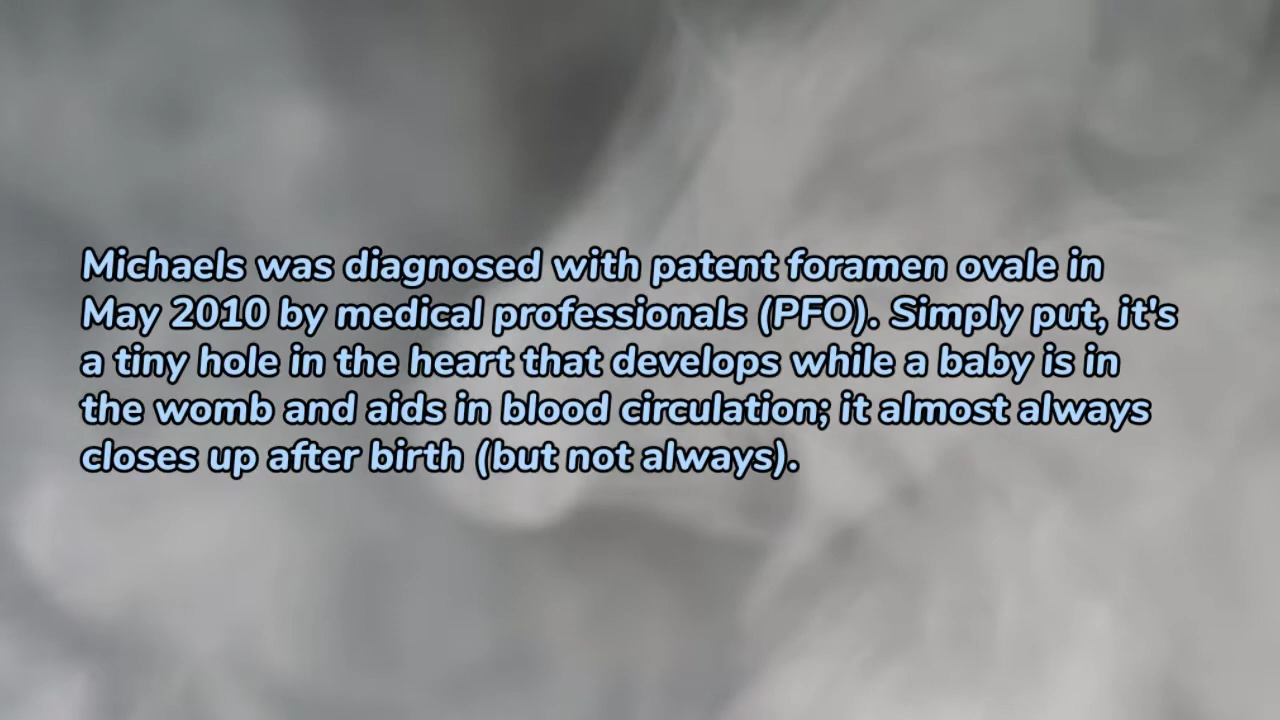 Michaels was diagnosed with patent foramen ovale in
May 2010 by medical professionals (PFO). Simply put, it's
a tiny hole in the heart that develops while a baby is in
the womb and aids in blood circulation; it almost always
closes up after birth (but not always).